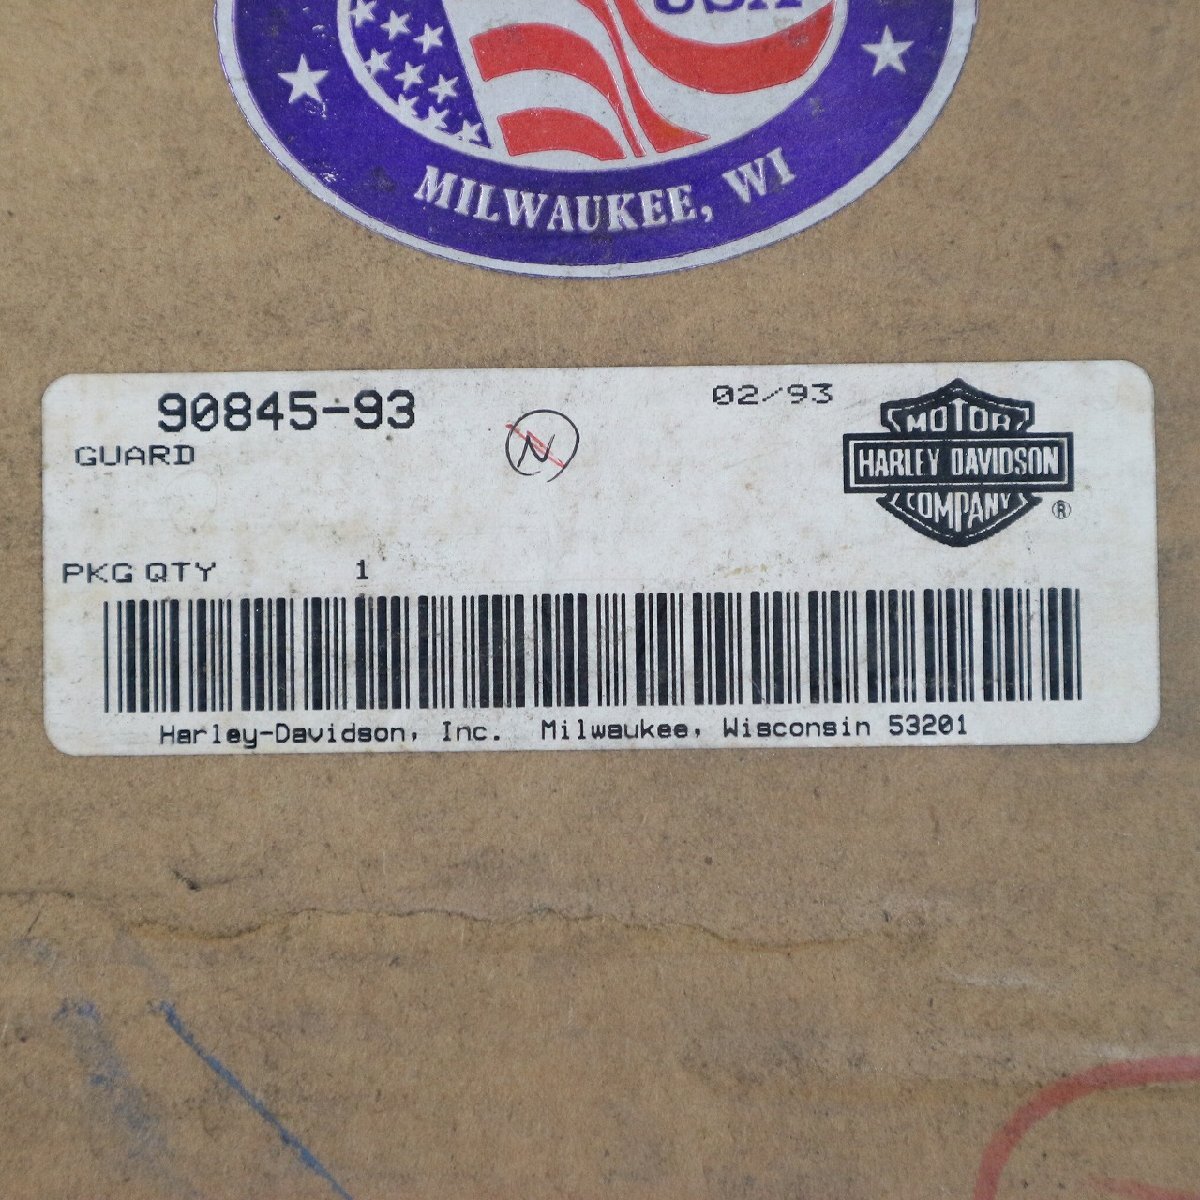 USA
MILWAUKEE, WI
90845-93
02/93
GUARD
N
MOTOR
HARLEY DAVIDSON
COMPANY
®
PKG QTY 1
Harley-Davidson, Inc. Milwaukee, Wisconsin 53201